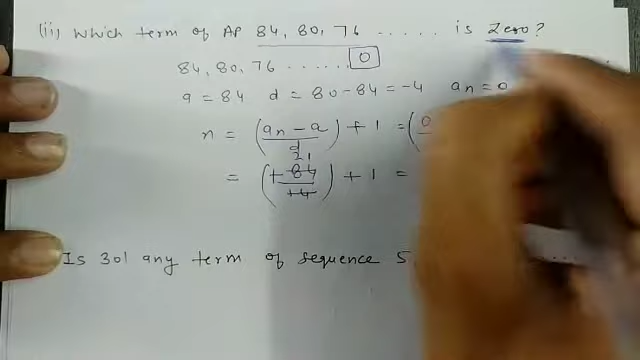 (ii) Which term of AP 84, 80, 76 ..... is Zero?
84, 80, 76 ...... 0
a = 84 d = 80-84 = -4 an = 0
n = (an - a / d) + 1 = (0
= (+84 / +4) + 1 = 21
Is 301 any term of sequence 5,